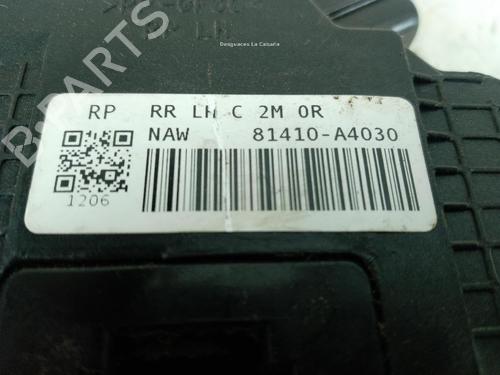 Desguaces La Cabaña
B-PARTS
RP RR LH C 2M 0R
NAW 81410-A4030
1206